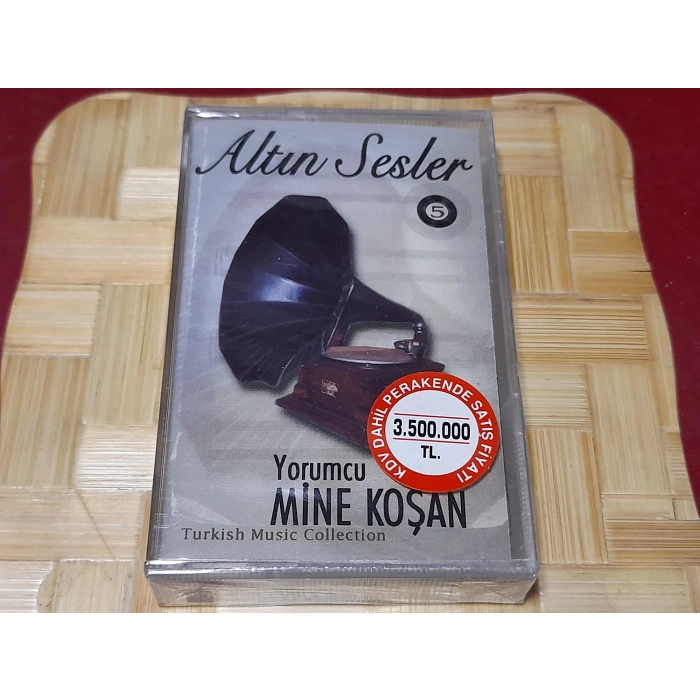 Altın Sesler
5
KDV DAHİL PERAKENDE SATIŞ FİYATI
3.500.000
TL.
Yorumcu
MİNE KOŞAN
Turkish Music Collection